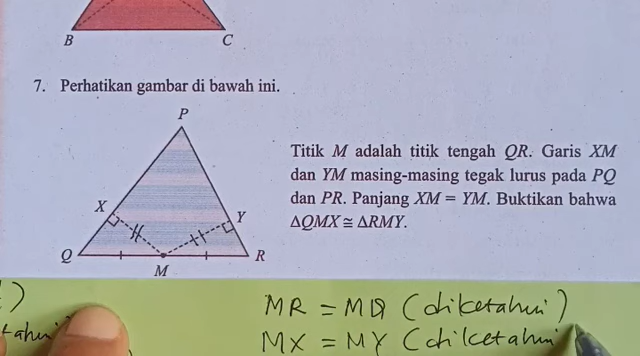 B
C
7. Perhatikan gambar di bawah ini.
P
Titik M adalah titik tengah QR. Garis XM
dan YM masing-masing tegak lurus pada PQ
dan PR. Panjang XM = YM. Buktikan bahwa
ΔQMX ≅ ΔRMY.
X
Y
Q
R
M
)
MR = MQ (diketahui)
MX = MY (diketahui